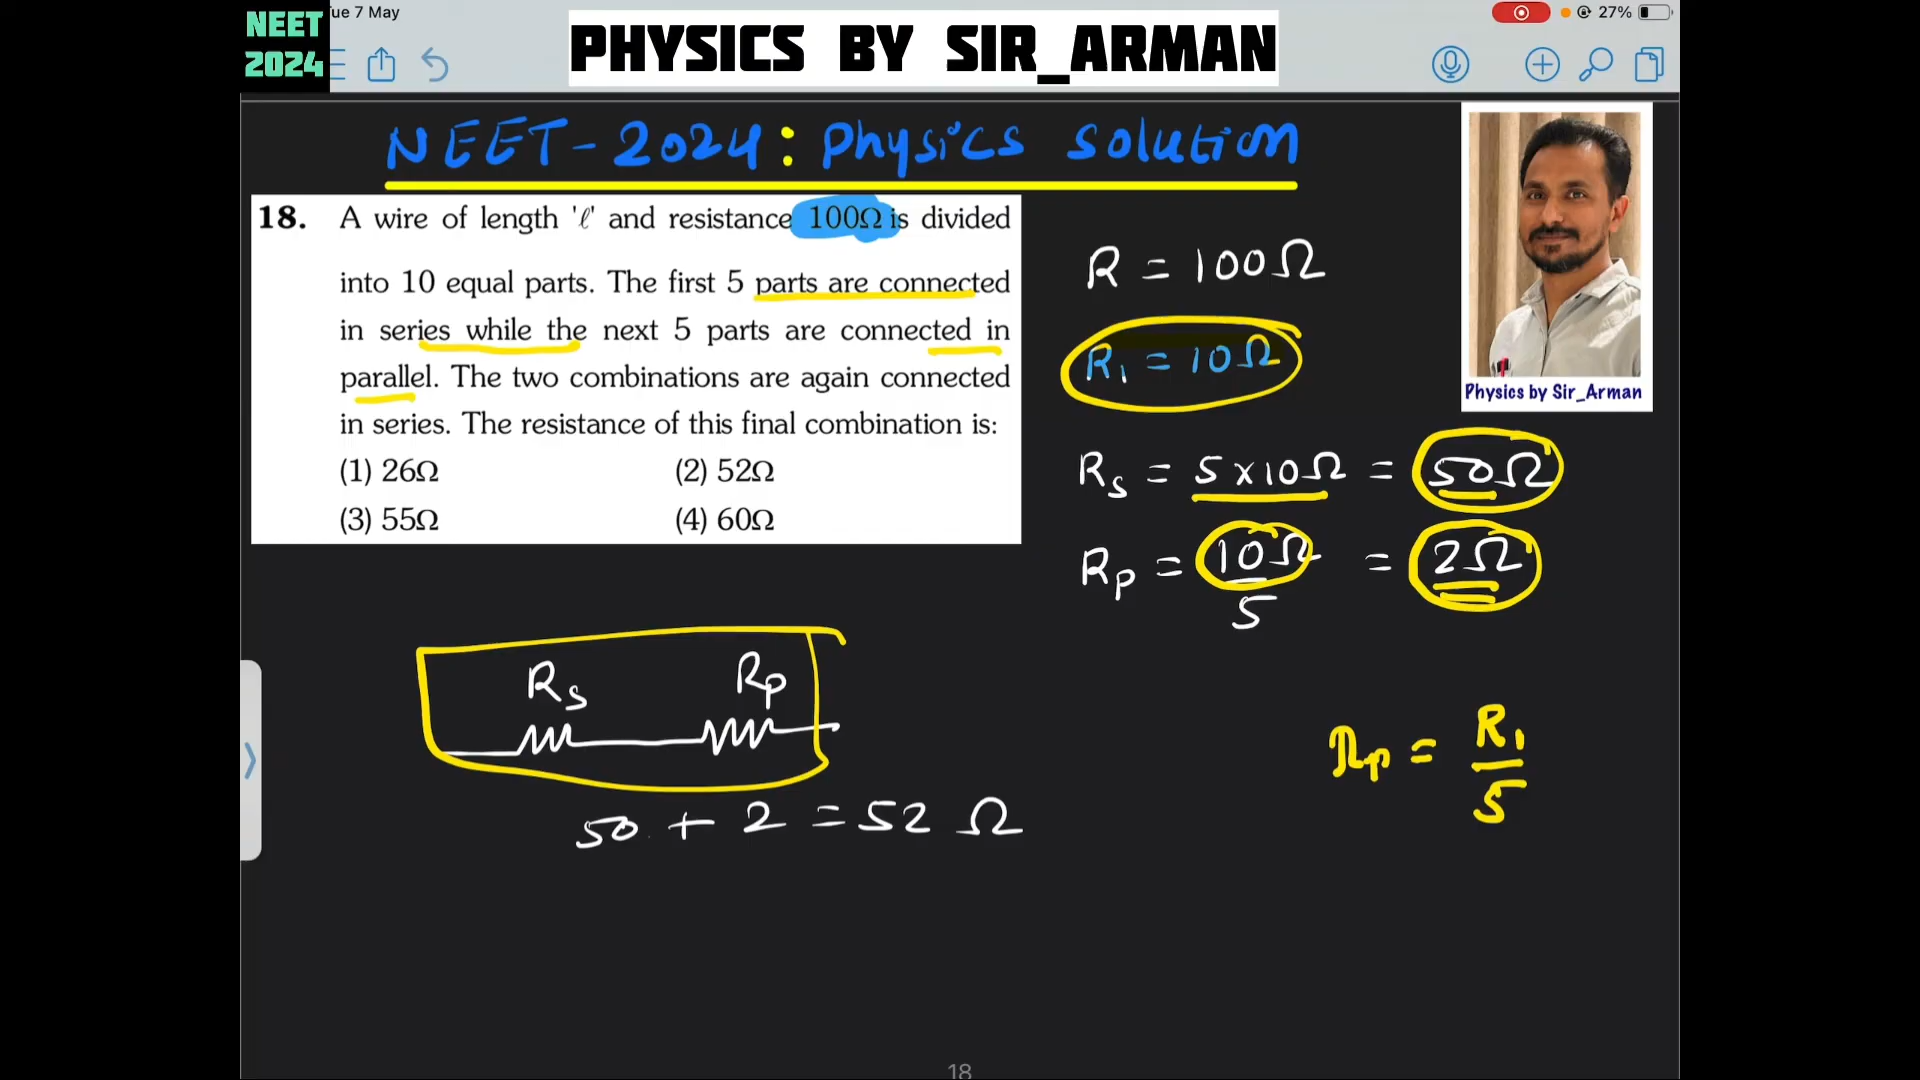 NEET
2024
ue 7 May
27%
PHYSICS BY SIR_ARMAN
NEET-2024: Physics solution
18. A wire of length 'ℓ' and resistance 100Ω is divided
into 10 equal parts. The first 5 parts are connected
in series while the next 5 parts are connected in
parallel. The two combinations are again connected
in series. The resistance of this final combination is:
(1) 26Ω (2) 52Ω
(3) 55Ω (4) 60Ω
R = 100Ω
R₁ = 10Ω
Physics by Sir_Arman
Rs = 5×10Ω = 50Ω
Rp = 10Ω/5 = 2Ω
Rs Rp
50 + 2 = 52 Ω
Rp = R₁/5
18